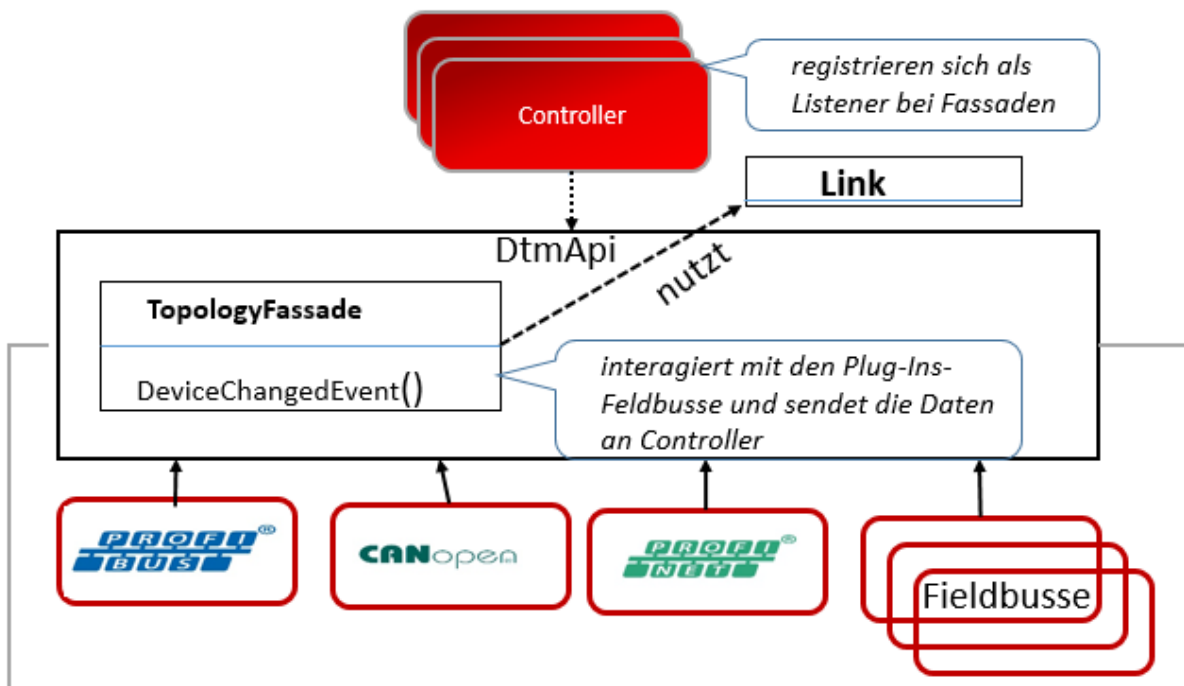 registrieren sich als
Listener bei Fassaden
Controller
Link
DtmApi
nutzt
TopologyFassade
DeviceChangedEvent()
interagiert mit den Plug-Ins-
Feldbusse und sendet die Daten
an Controller
PROFI®
BUS
CANopen
PROFI®
NET
Fieldbusse